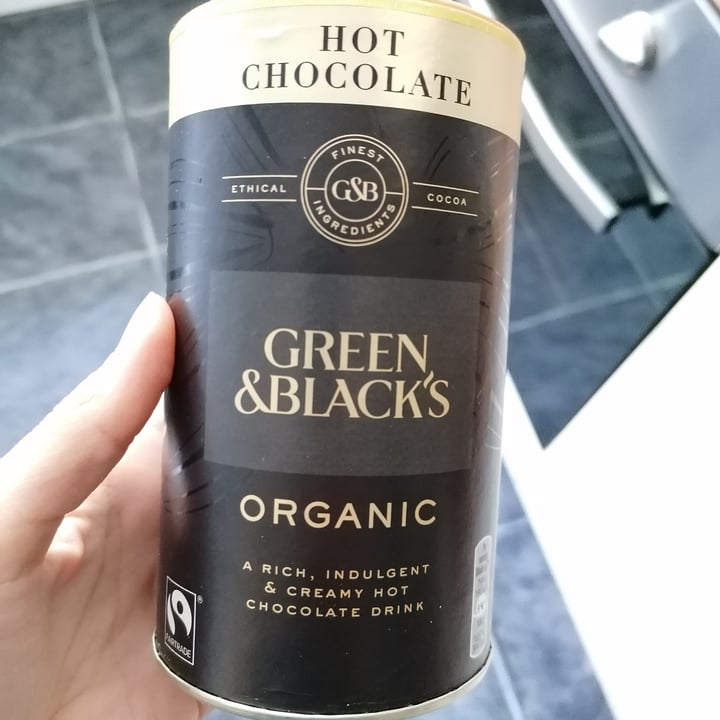 HOT
CHOCOLATE
FINEST
ETHICAL G&B COCOA
INGREDIENTS
GREEN
&BLACK'S
ORGANIC
A RICH, INDULGENT
& CREAMY HOT
CHOCOLATE DRINK
FAIRTRADE
®